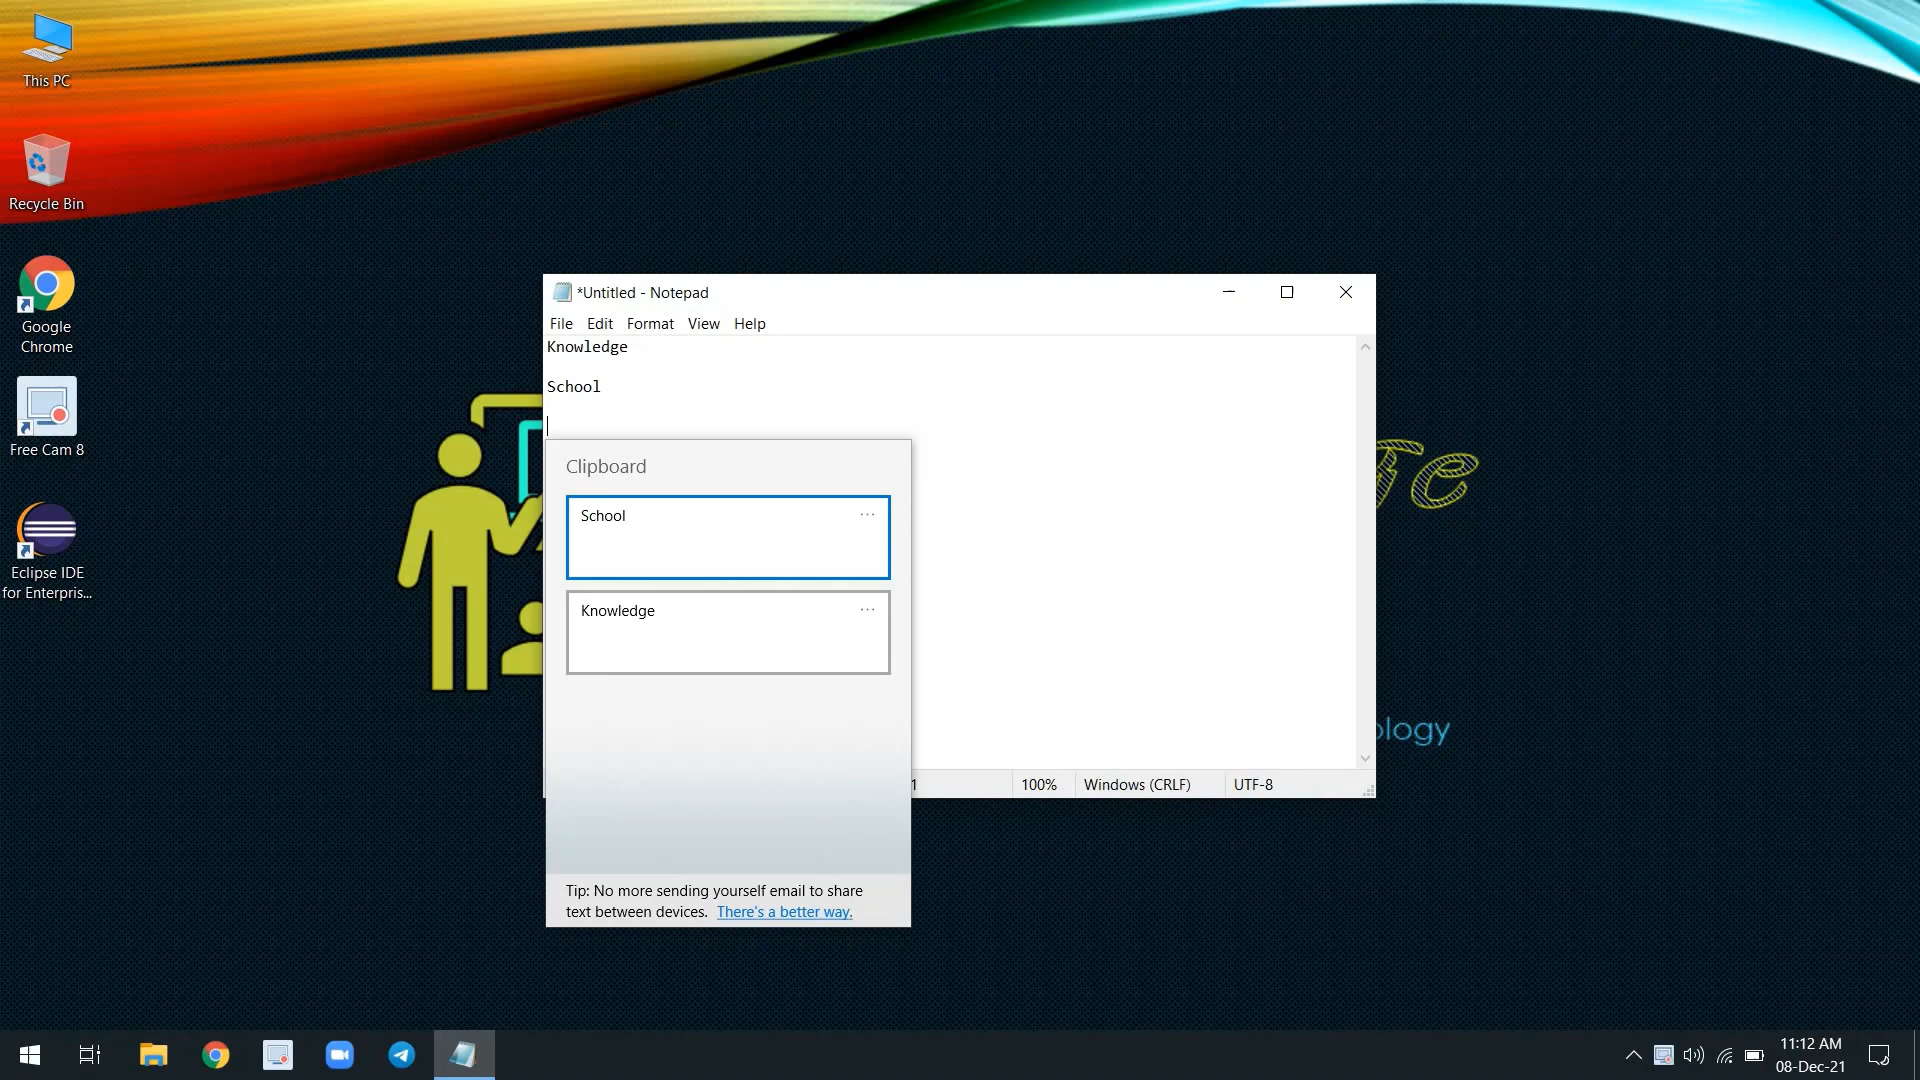 This PC
Recycle Bin
Google
Chrome
Free Cam 8
Eclipse IDE
for Enterpris...
*Untitled - Notepad
File Edit Format View Help
Knowledge
School
Clipboard
School
Knowledge
Tip: No more sending yourself email to share
text between devices. There's a better way.
1 100% Windows (CRLF) UTF-8
ology
11:12 AM
08-Dec-21